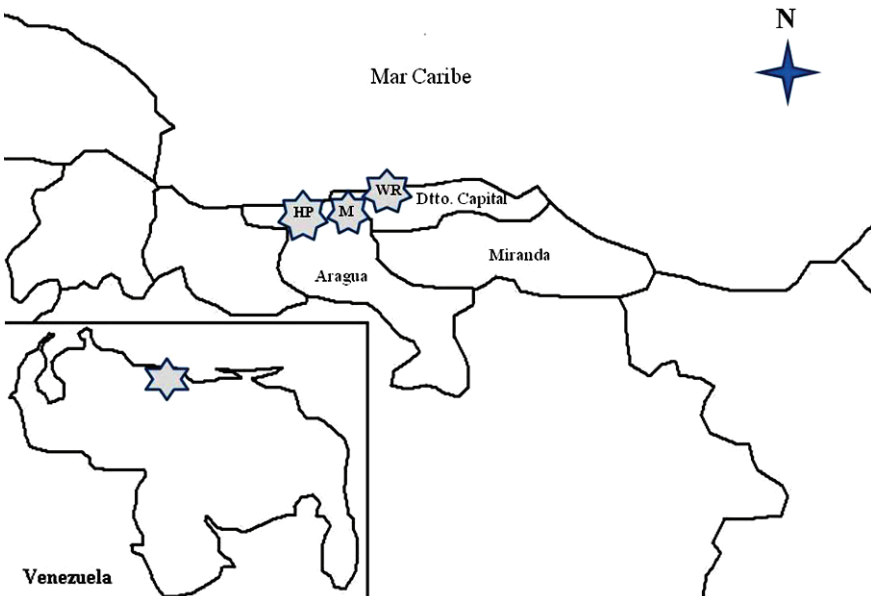 N
Mar Caribe
WR
Dtto. Capital
HP
M
Miranda
Aragua
Venezuela